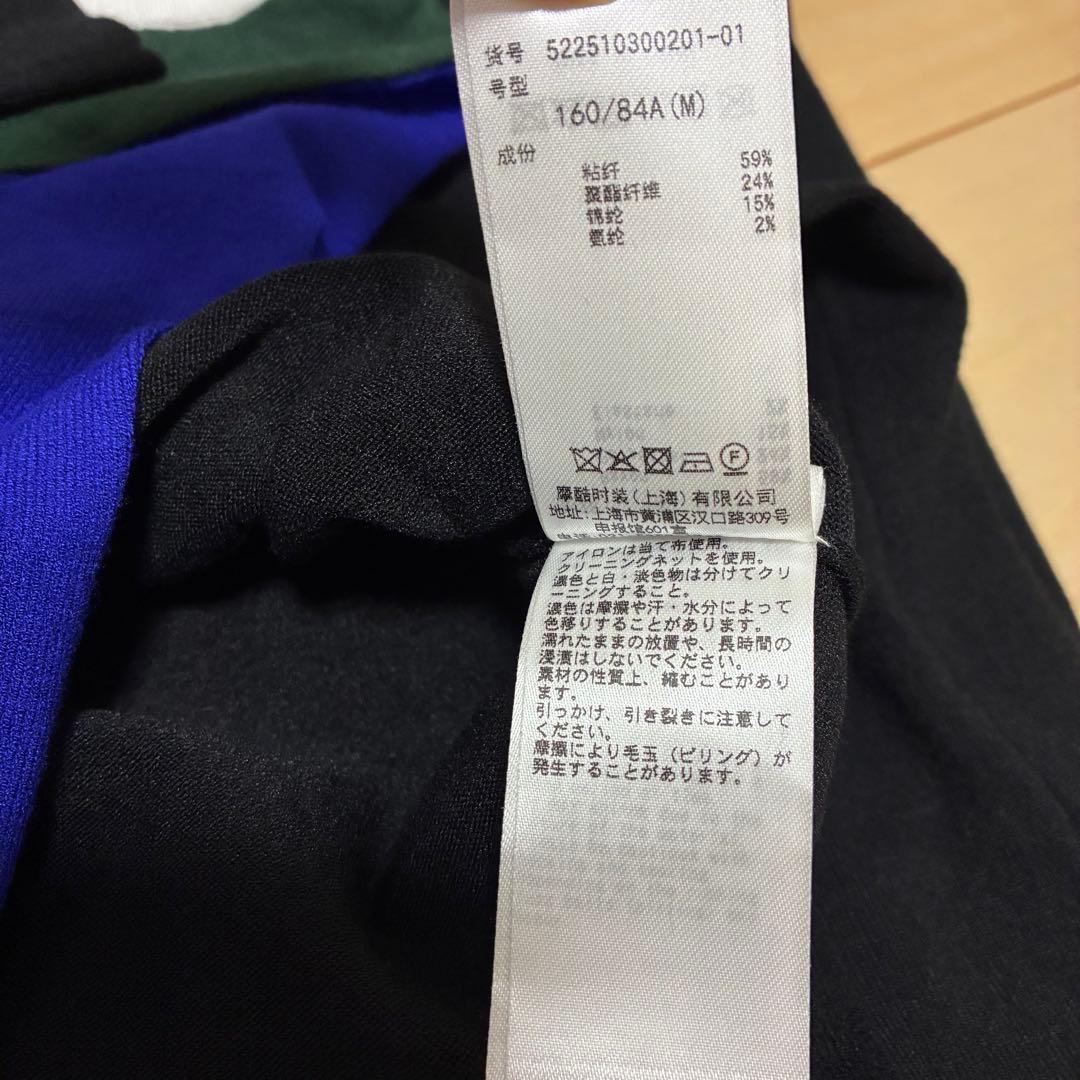 货号 522510300201-01
号型
160/84A(M)
成份
粘纤 59%
聚酯纤维 24%
锦纶 15%
氨纶 2%
F
摩酷时装(上海)有限公司
地址:上海市黄浦区汉口路309号
申报馆601室
アイロンは当て布使用。
クリーニングネットを使用。
濃色と白・淡色物は分けてクリ
ーニングすること。
濃色は摩擦や汗・水分によって
色移りすることがあります。
濡れたままの放置や、長時間の
浸漬はしないでください。
素材の性質上、縮むことがあり
ます。
引っかけ、引き裂きに注意して
ください。
摩擦により毛玉(ピリング)が
発生することがあります。